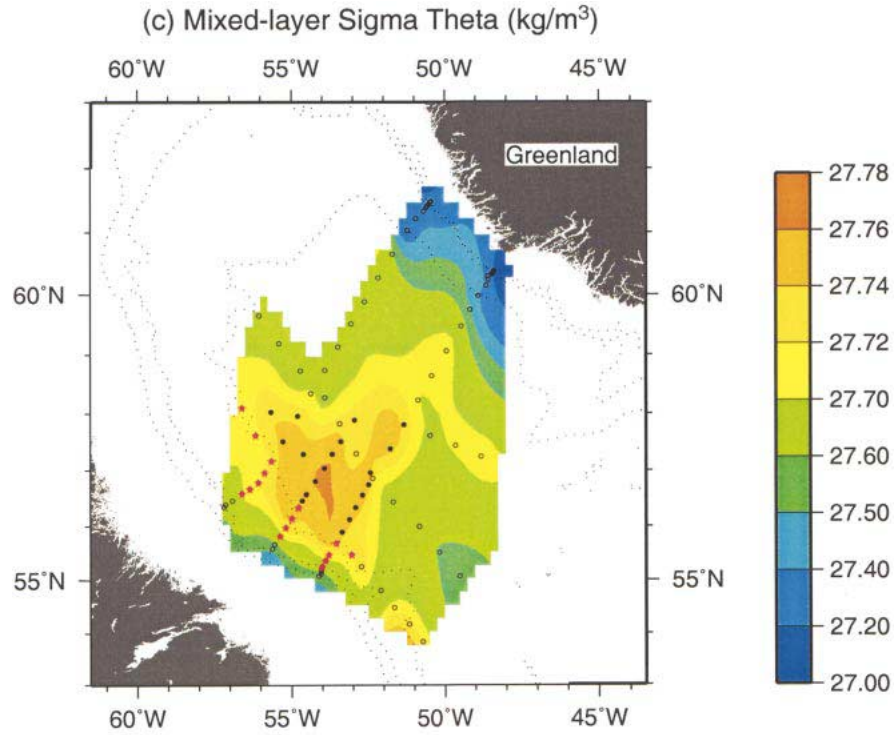 (c) Mixed-layer Sigma Theta (kg/m³)
60˚W 55˚W 50˚W 45˚W
Greenland
60˚N 60˚N
55˚N 55˚N
60˚W 55˚W 50˚W 45˚W
27.78
27.76
27.74
27.72
27.70
27.60
27.50
27.40
27.20
27.00